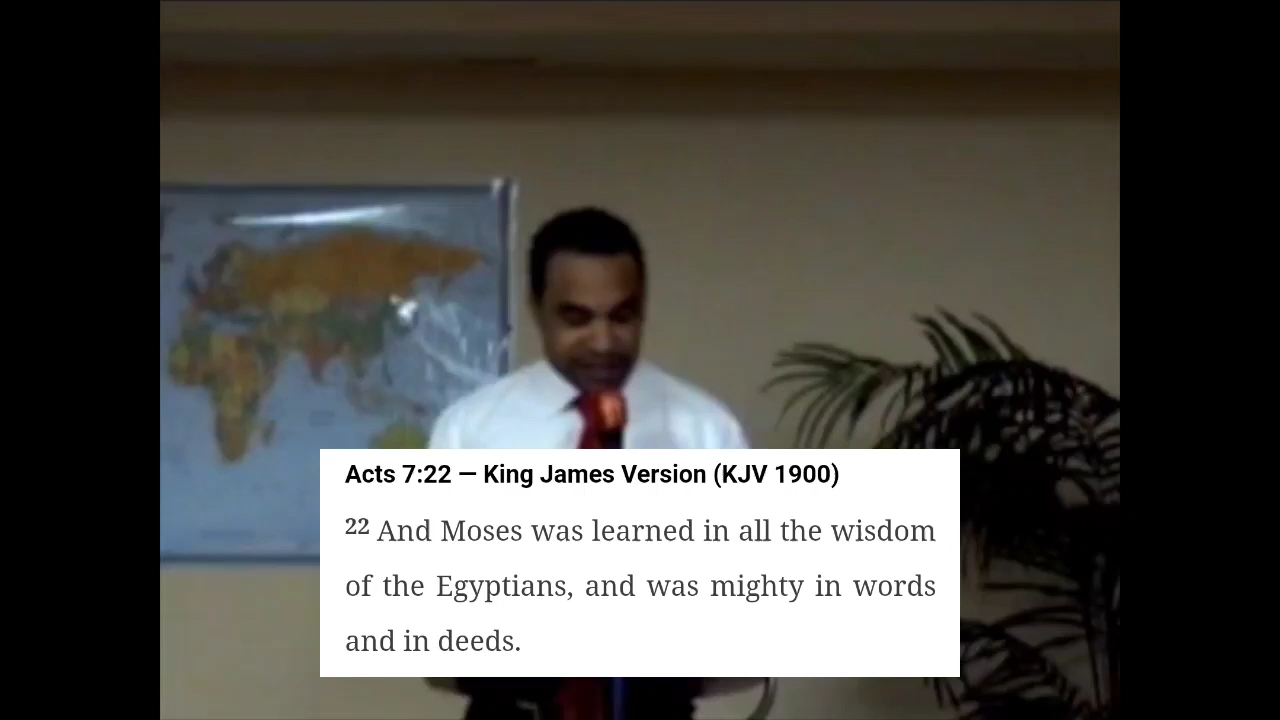 Acts 7:22 — King James Version (KJV 1900)
22 And Moses was learned in all the wisdom
of the Egyptians, and was mighty in words
and in deeds.